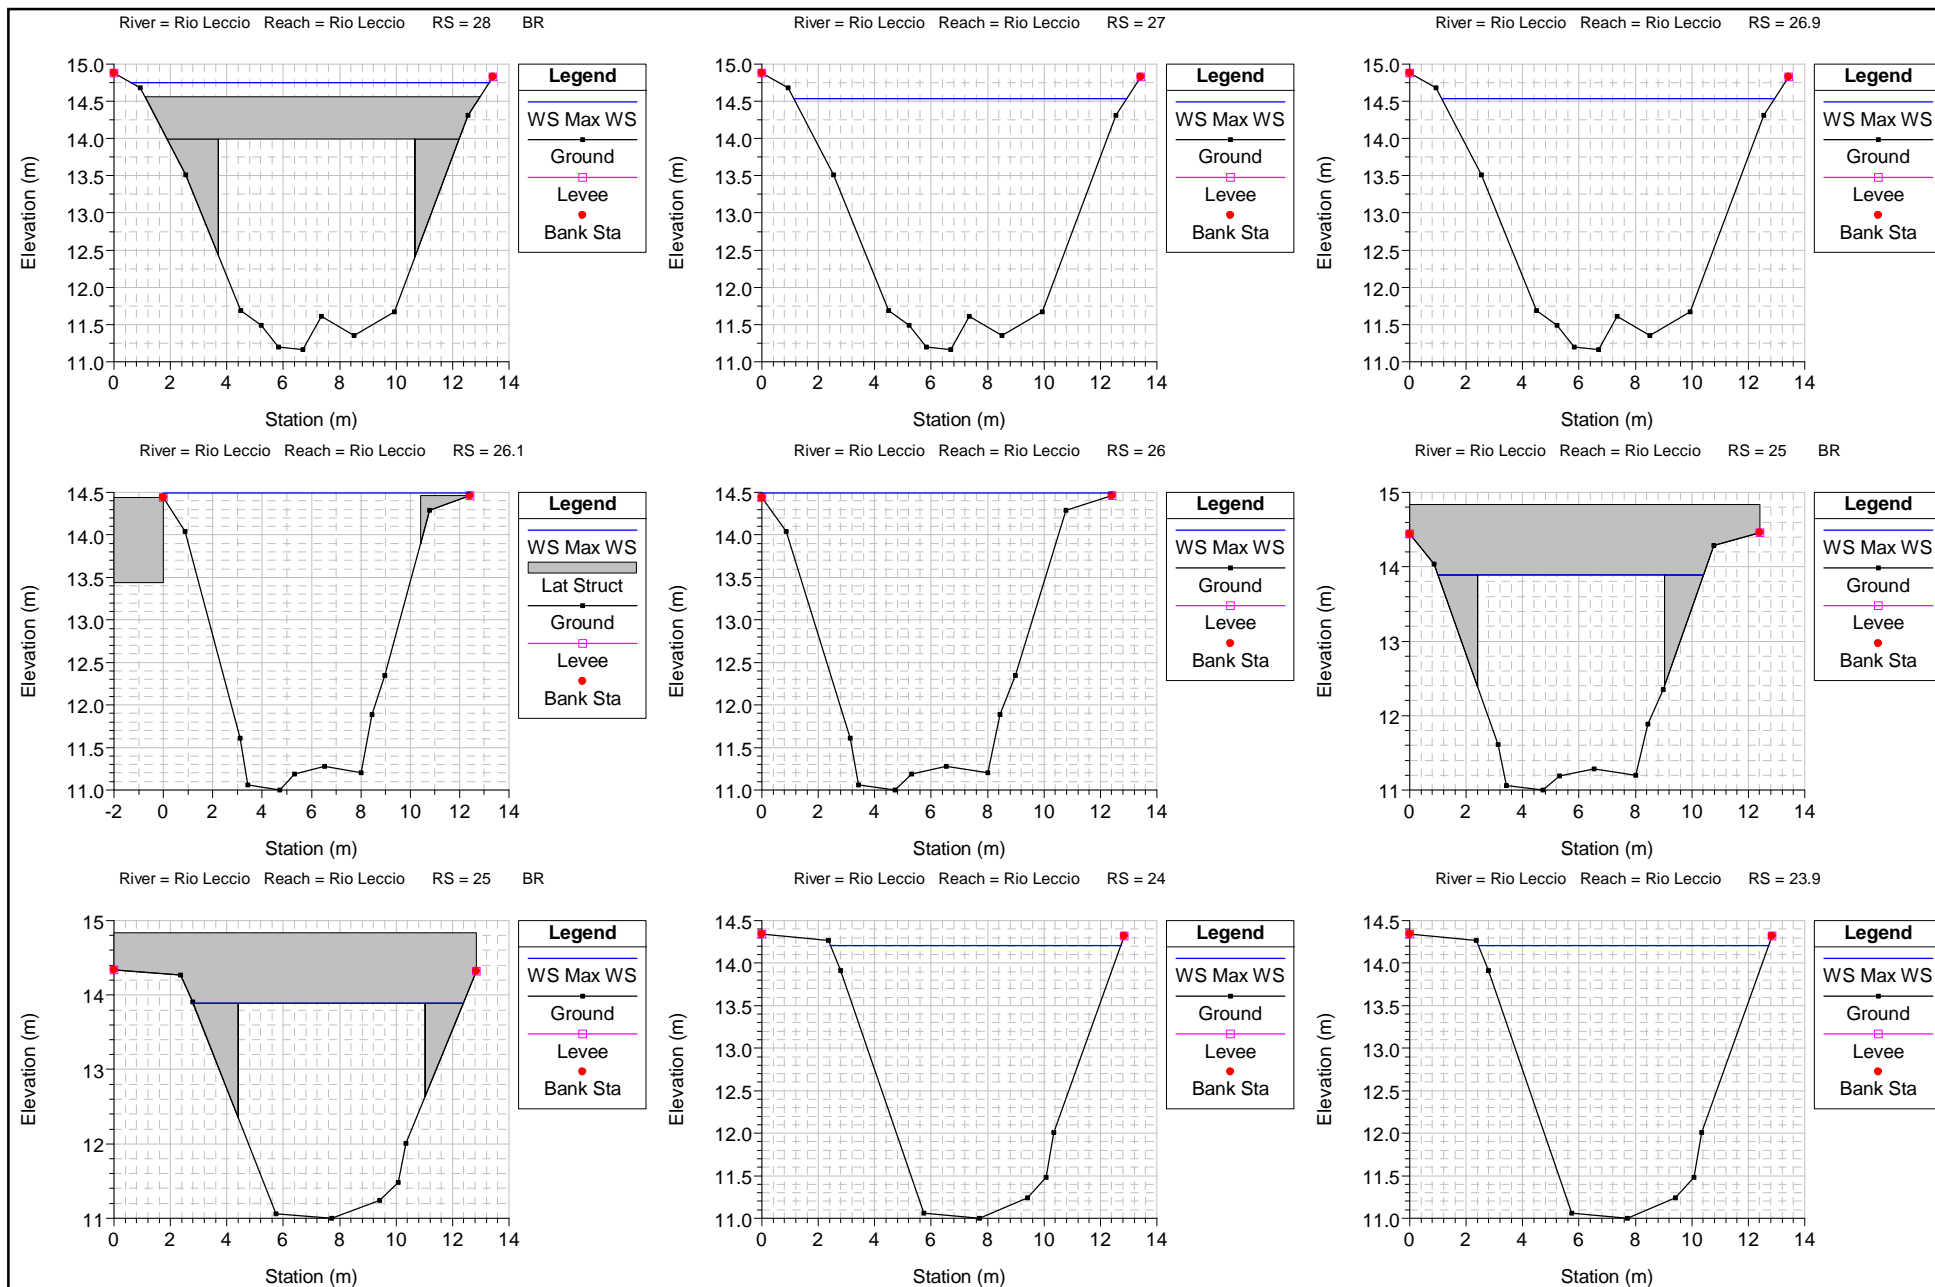 River = Rio Leccio Reach = Rio Leccio RS = 28 BR
15.0
14.5
14.0
13.5
13.0
12.5
12.0
11.5
11.0
Elevation (m)
0 2 4 6 8 10 12 14
Station (m)
Legend
WS Max WS
Ground
Levee
Bank Sta
River = Rio Leccio Reach = Rio Leccio RS = 27
15.0
14.5
14.0
13.5
13.0
12.5
12.0
11.5
11.0
Elevation (m)
0 2 4 6 8 10 12 14
Station (m)
Legend
WS Max WS
Ground
Levee
Bank Sta
River = Rio Leccio Reach = Rio Leccio RS = 26.9
15.0
14.5
14.0
13.5
13.0
12.5
12.0
11.5
11.0
Elevation (m)
0 2 4 6 8 10 12 14
Station (m)
Legend
WS Max WS
Ground
Levee
Bank Sta
River = Rio Leccio Reach = Rio Leccio RS = 26.1
14.5
14.0
13.5
13.0
12.5
12.0
11.5
11.0
Elevation (m)
-2 0 2 4 6 8 10 12 14
Station (m)
Legend
WS Max WS
Lat Struct
Ground
Levee
Bank Sta
River = Rio Leccio Reach = Rio Leccio RS = 26
14.5
14.0
13.5
13.0
12.5
12.0
11.5
11.0
Elevation (m)
0 2 4 6 8 10 12 14
Station (m)
Legend
WS Max WS
Ground
Levee
Bank Sta
River = Rio Leccio Reach = Rio Leccio RS = 25 BR
15
14
13
12
11
Elevation (m)
0 2 4 6 8 10 12 14
Station (m)
Legend
WS Max WS
Ground
Levee
Bank Sta
River = Rio Leccio Reach = Rio Leccio RS = 25 BR
15
14
13
12
11
Elevation (m)
0 2 4 6 8 10 12 14
Station (m)
Legend
WS Max WS
Ground
Levee
Bank Sta
River = Rio Leccio Reach = Rio Leccio RS = 24
14.5
14.0
13.5
13.0
12.5
12.0
11.5
11.0
Elevation (m)
0 2 4 6 8 10 12 14
Station (m)
Legend
WS Max WS
Ground
Levee
Bank Sta
River = Rio Leccio Reach = Rio Leccio RS = 23.9
14.5
14.0
13.5
13.0
12.5
12.0
11.5
11.0
Elevation (m)
0 2 4 6 8 10 12 14
Station (m)
Legend
WS Max WS
Ground
Levee
Bank Sta